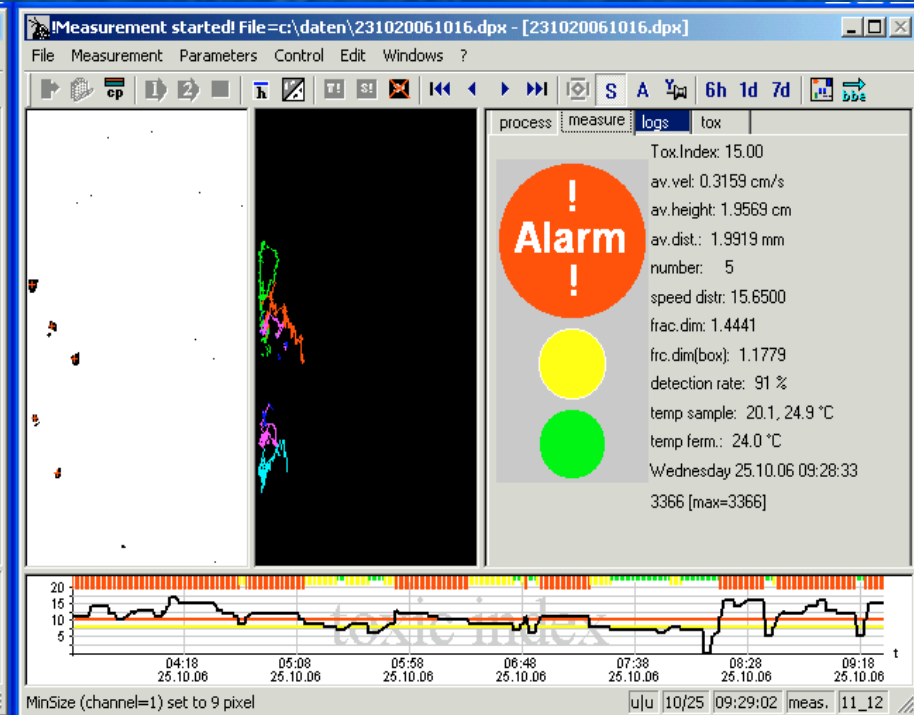 !Measurement started! File=c:\daten\231020061016.dpx - [231020061016.dpx]
File Measurement Parameters Control Edit Windows ?
cp 1 2 h T! S! S A 6h 1d 7d bbe
process measure logs tox
Tox.Index: 15.00
av.vel: 0.3159 cm/s
av.height: 1.9569 cm
! Alarm !
av.dist.: 1.9919 mm
number: 5
speed distr: 15.6500
frac.dim: 1.4441
frc.dim(box): 1.1779
detection rate: 91 %
temp sample: 20.1, 24.9 °C
temp ferm.: 24.0 °C
Wednesday 25.10.06 09:28:33
3366 [max=3366]
20
15
10
5
toxic index
t
04:18 05:08 05:58 06:48 07:38 08:28 09:18
25.10.06 25.10.06 25.10.06 25.10.06 25.10.06 25.10.06 25.10.06
MinSize (channel=1) set to 9 pixel u|u 10/25 09:29:02 meas. 11_12